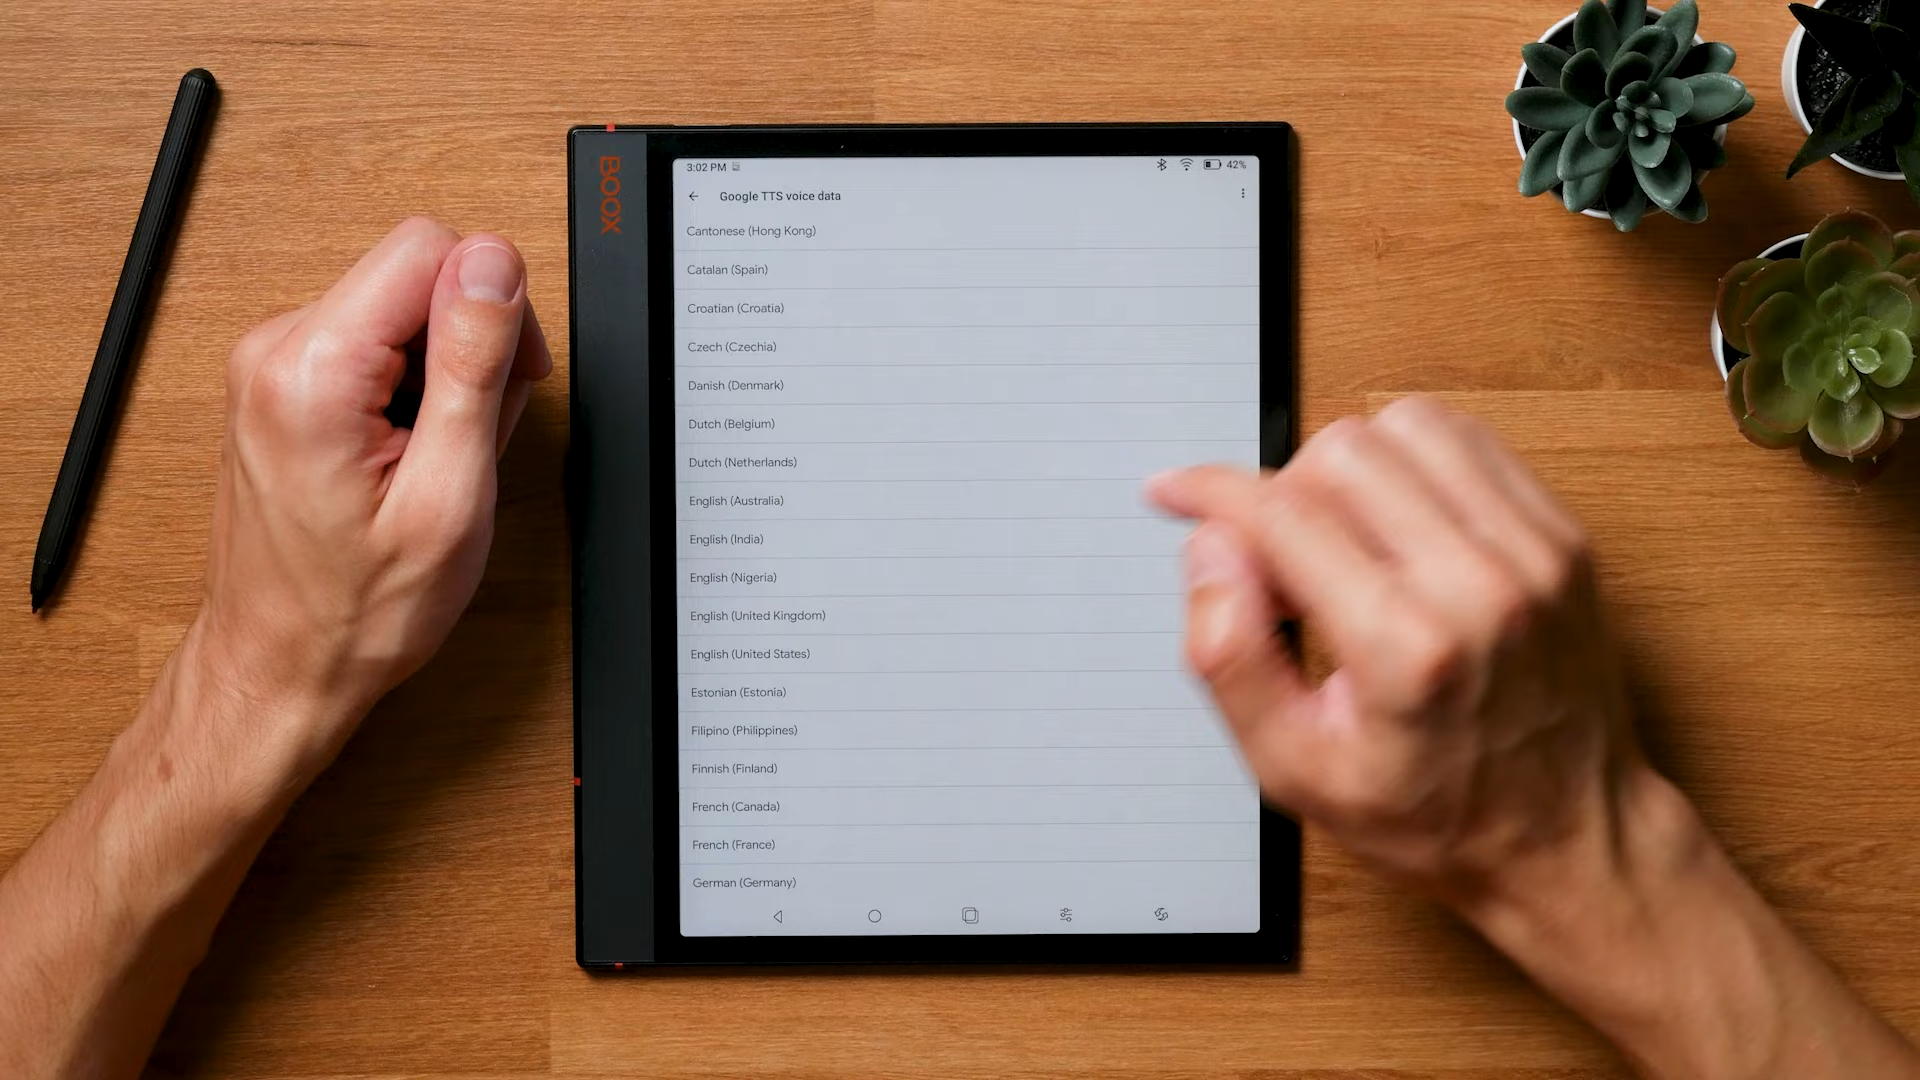 BOOX
3:02 PM 42%
Google TTS voice data
Cantonese (Hong Kong)
Catalan (Spain)
Croatian (Croatia)
Czech (Czechia)
Danish (Denmark)
Dutch (Belgium)
Dutch (Netherlands)
English (Australia)
English (India)
English (Nigeria)
English (United Kingdom)
English (United States)
Estonian (Estonia)
Filipino (Philippines)
Finnish (Finland)
French (Canada)
French (France)
German (Germany)